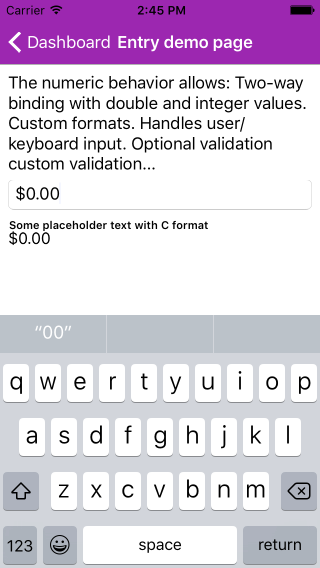 Carrier 2:45 PM
Dashboard Entry demo page
The numeric behavior allows: Two-way
binding with double and integer values.
Custom formats. Handles user/
keyboard input. Optional validation
custom validation...
$0.00
Some placeholder text with C format
$0.00
“00”
q w e r t y u i o p
a s d f g h j k l
z x c v b n m
123 space return